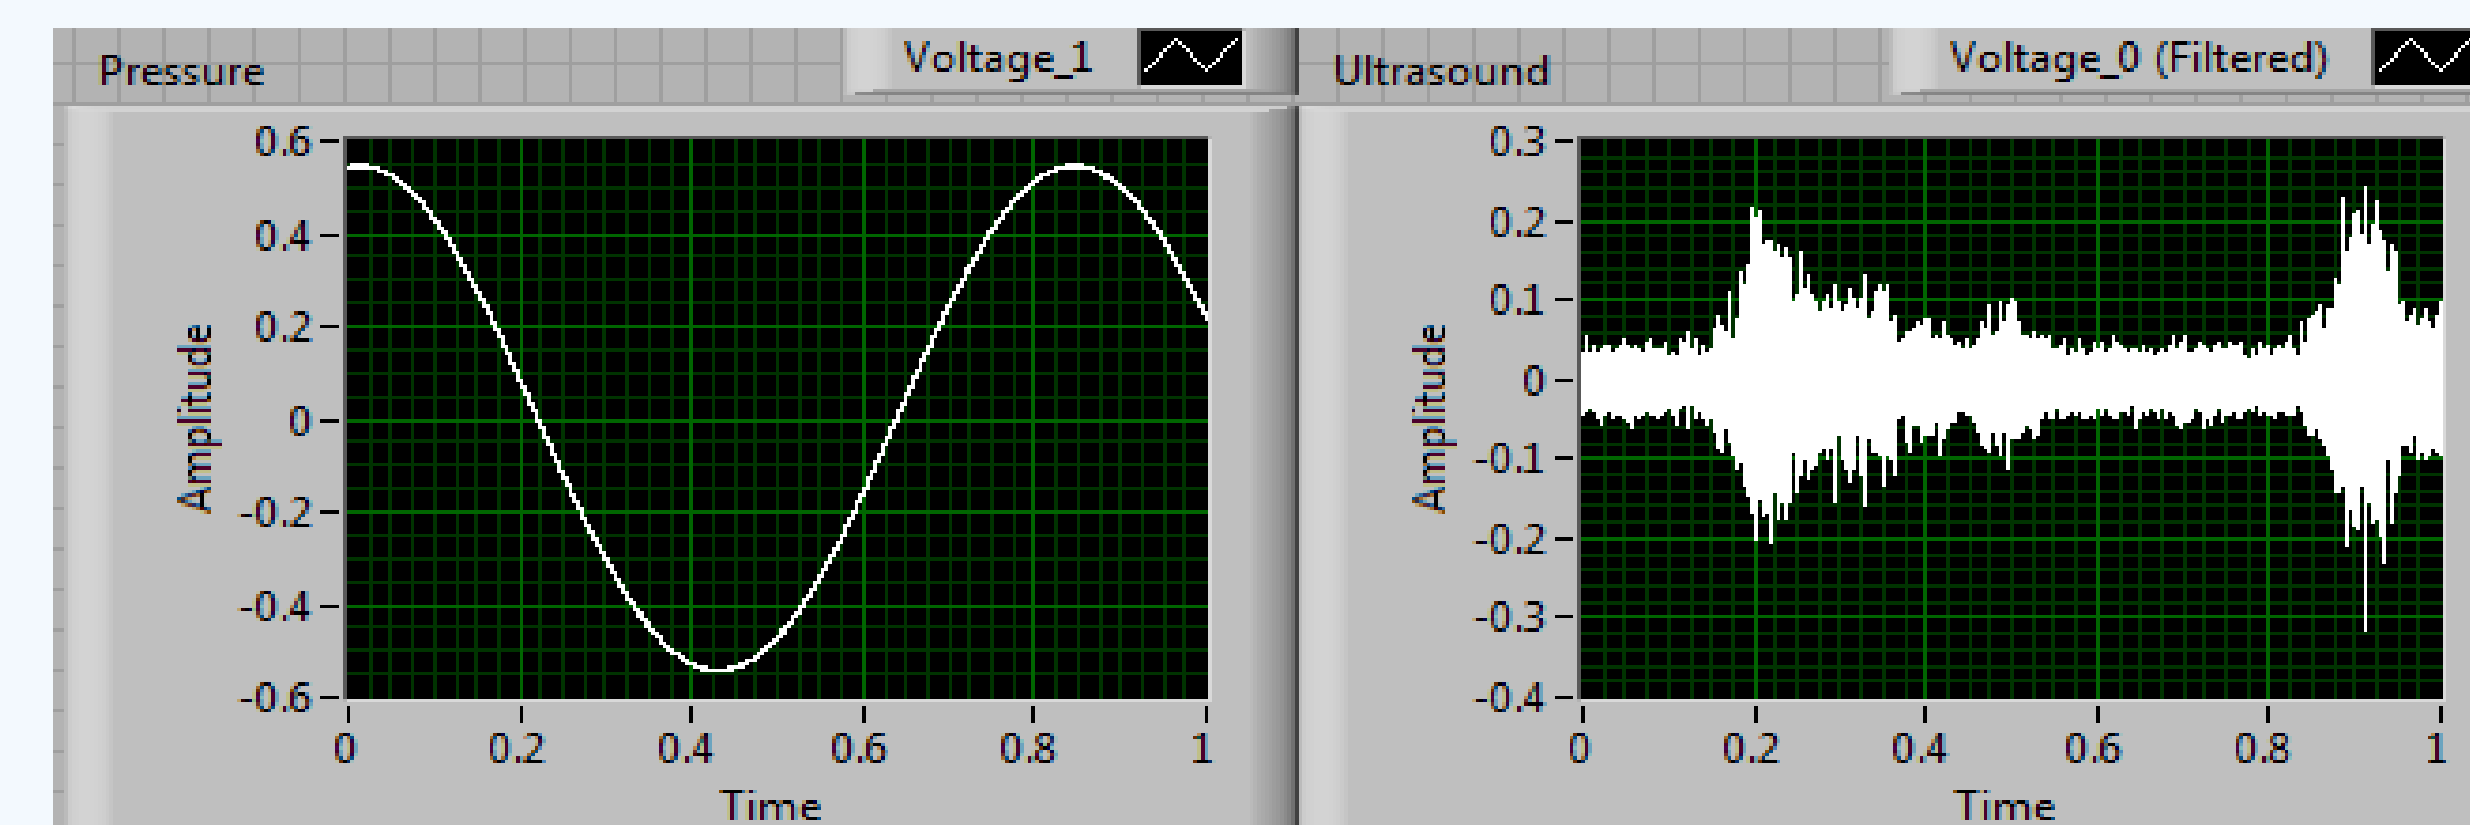 Pressure
Voltage_1
0.6
0.4
0.2
0
-0.2
-0.4
-0.6
Amplitude
0 0.2 0.4 0.6 0.8 1
Time
Ultrasound
Voltage_0 (Filtered)
0.3
0.2
0.1
0
-0.1
-0.2
-0.3
-0.4
Amplitude
0 0.2 0.4 0.6 0.8 1
Time